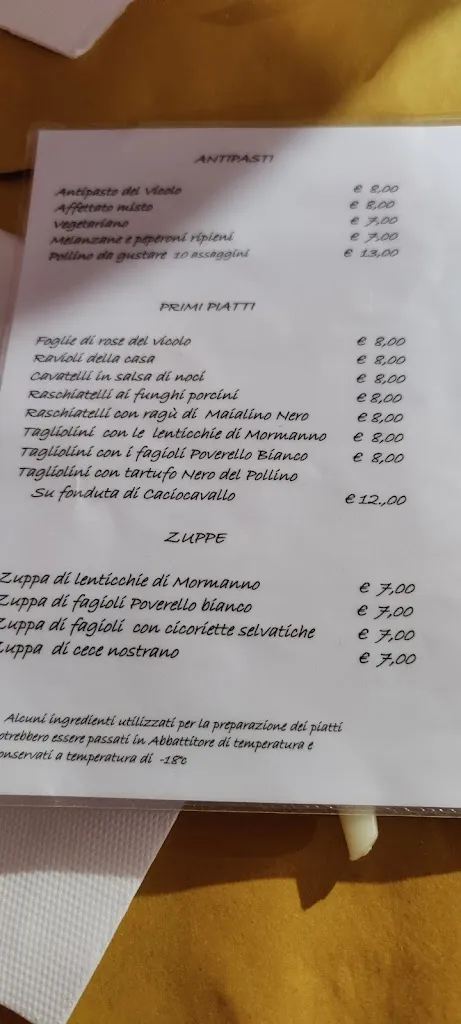 ANTIPASTI
Antipasto del Vicolo € 8,00
Affettato misto € 8,00
Vegetariano € 7,00
Melanzane e peperoni ripieni € 7,00
Pollino da gustare 10 assaggini € 13,00
PRIMI PIATTI
Foglie di rose del vicolo € 8,00
Ravioli della casa € 8,00
Cavatelli in salsa di noci € 8,00
Raschiatelli ai funghi porcini € 8,00
Raschiatelli con ragù di Maialino Nero € 8,00
Tagliolini con le lenticchie di Mormanno € 8,00
Tagliolini con i fagioli Poverello Bianco € 8,00
Tagliolini con tartufo Nero del Pollino
Su fonduta di Caciocavallo € 12.,00
ZUPPE
Zuppa di lenticchie di Mormanno € 7,00
Zuppa di fagioli Poverello bianco € 7,00
Zuppa di fagioli con cicoriette selvatiche € 7,00
Zuppa di cece nostrano € 7,00
Alcuni ingredienti utilizzati per la preparazione dei piatti
otrebbero essere passati in Abbattitore di temperatura e
onservati a temperatura di -18°c